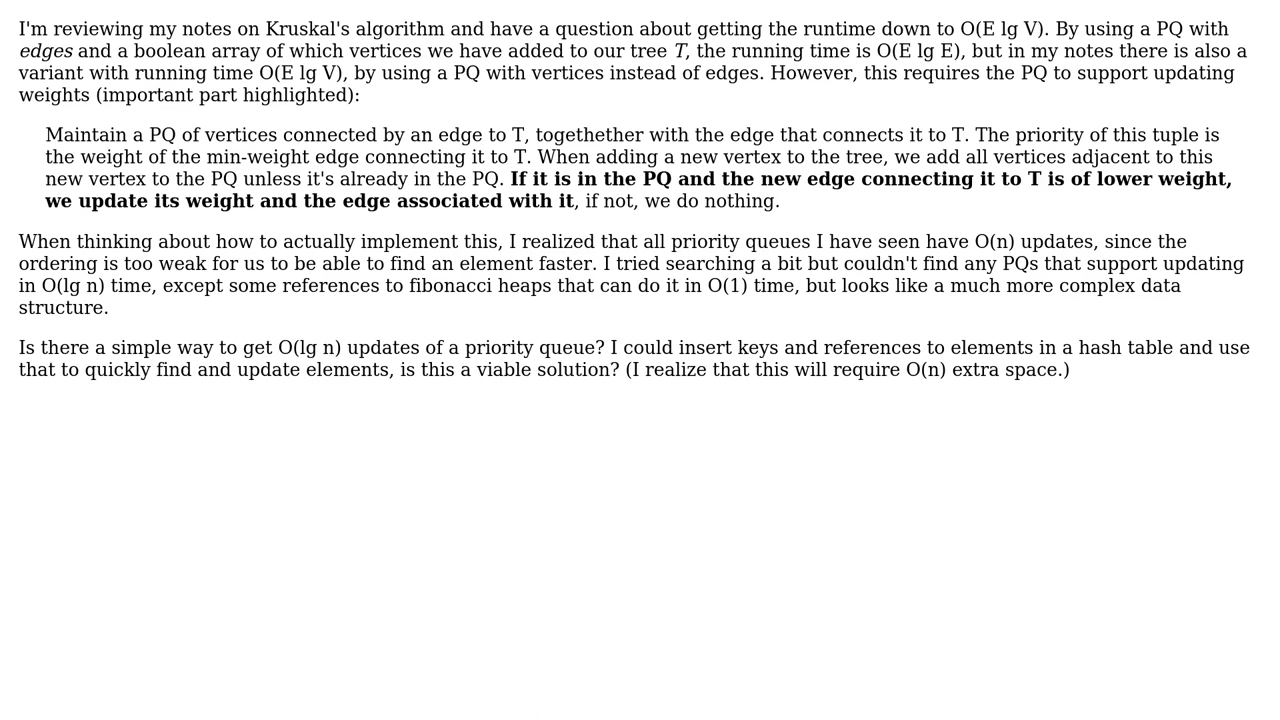 I'm reviewing my notes on Kruskal's algorithm and have a question about getting the runtime down to O(E lg V). By using a PQ with
edges and a boolean array of which vertices we have added to our tree T, the running time is O(E lg E), but in my notes there is also a
variant with running time O(E lg V), by using a PQ with vertices instead of edges. However, this requires the PQ to support updating
weights (important part highlighted):
Maintain a PQ of vertices connected by an edge to T, togethether with the edge that connects it to T. The priority of this tuple is
the weight of the min-weight edge connecting it to T. When adding a new vertex to the tree, we add all vertices adjacent to this
new vertex to the PQ unless it's already in the PQ. If it is in the PQ and the new edge connecting it to T is of lower weight,
we update its weight and the edge associated with it, if not, we do nothing.
When thinking about how to actually implement this, I realized that all priority queues I have seen have O(n) updates, since the
ordering is too weak for us to be able to find an element faster. I tried searching a bit but couldn't find any PQs that support updating
in O(lg n) time, except some references to fibonacci heaps that can do it in O(1) time, but looks like a much more complex data
structure.
Is there a simple way to get O(lg n) updates of a priority queue? I could insert keys and references to elements in a hash table and use
that to quickly find and update elements, is this a viable solution? (I realize that this will require O(n) extra space.)